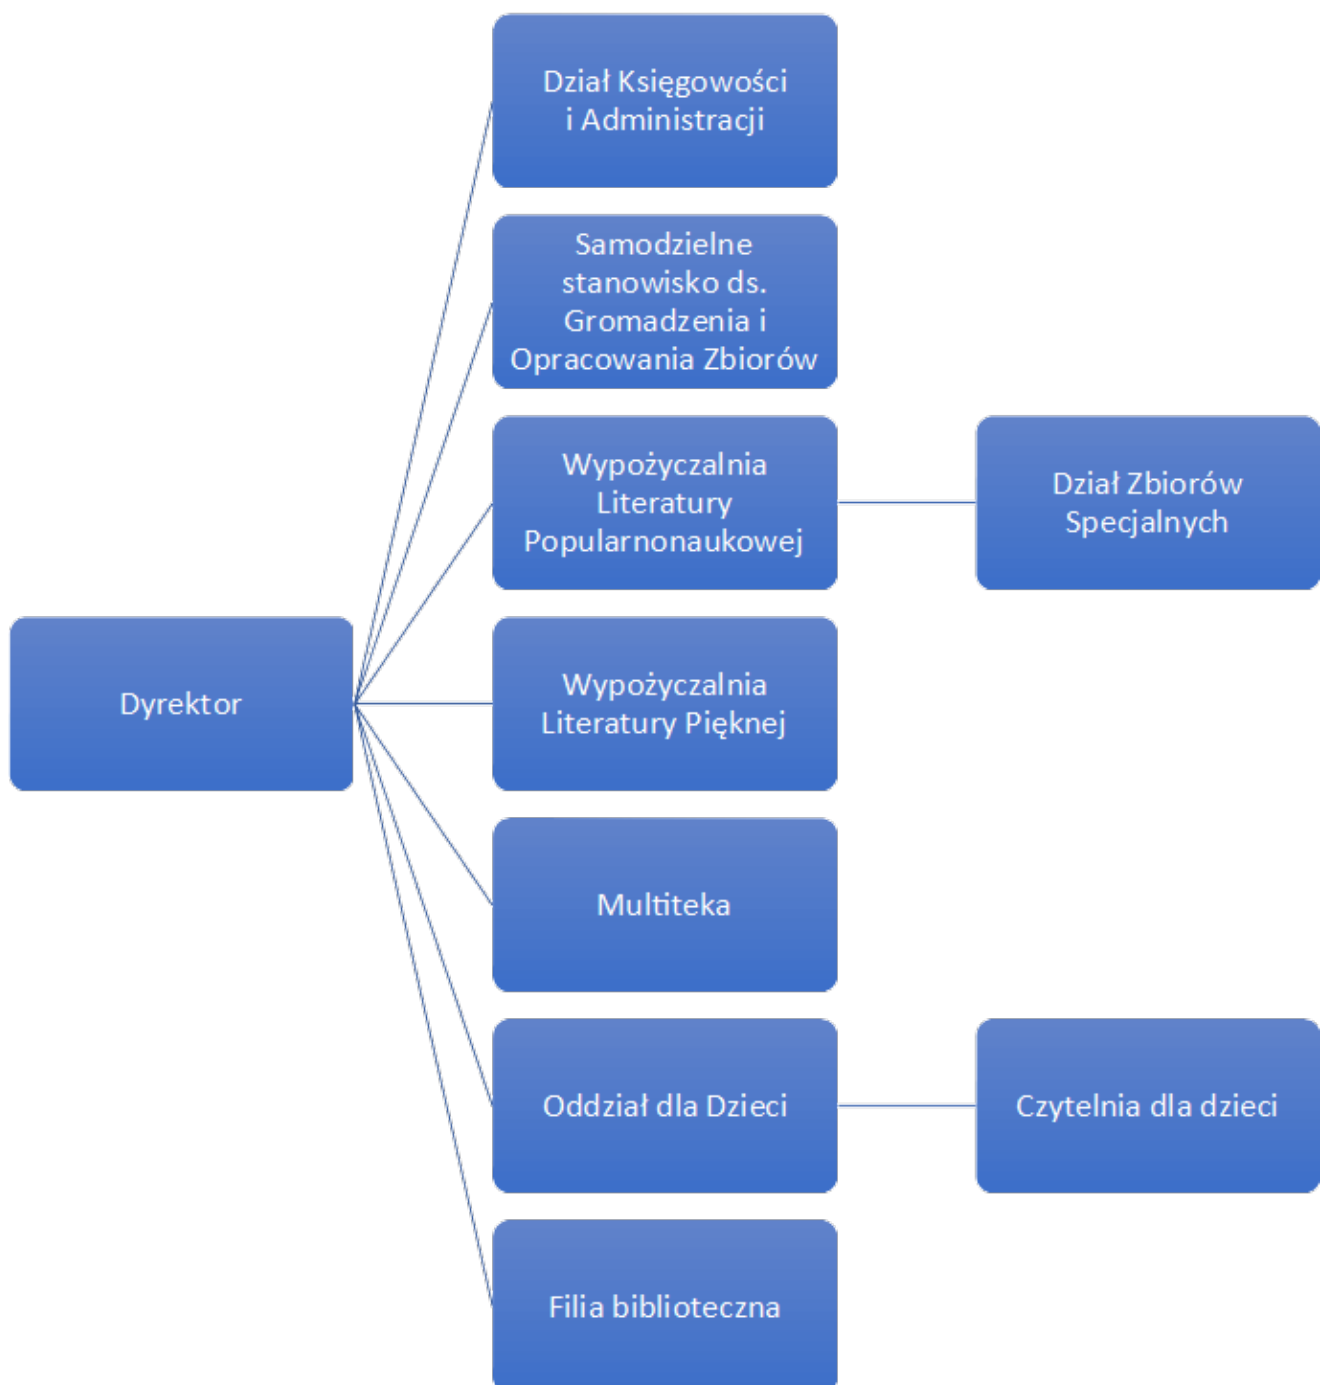 Dział Księgowości
i Administracji
Samodzielne
stanowisko ds.
Gromadzenia i
Opracowania Zbiorów
Wypożyczalnia
Literatury
Popularnonaukowej
Dział Zbiorów
Specjalnych
Dyrektor
Wypożyczalnia
Literatury Pięknej
Multiteka
Oddział dla Dzieci
Czytelnia dla dzieci
Filia biblioteczna